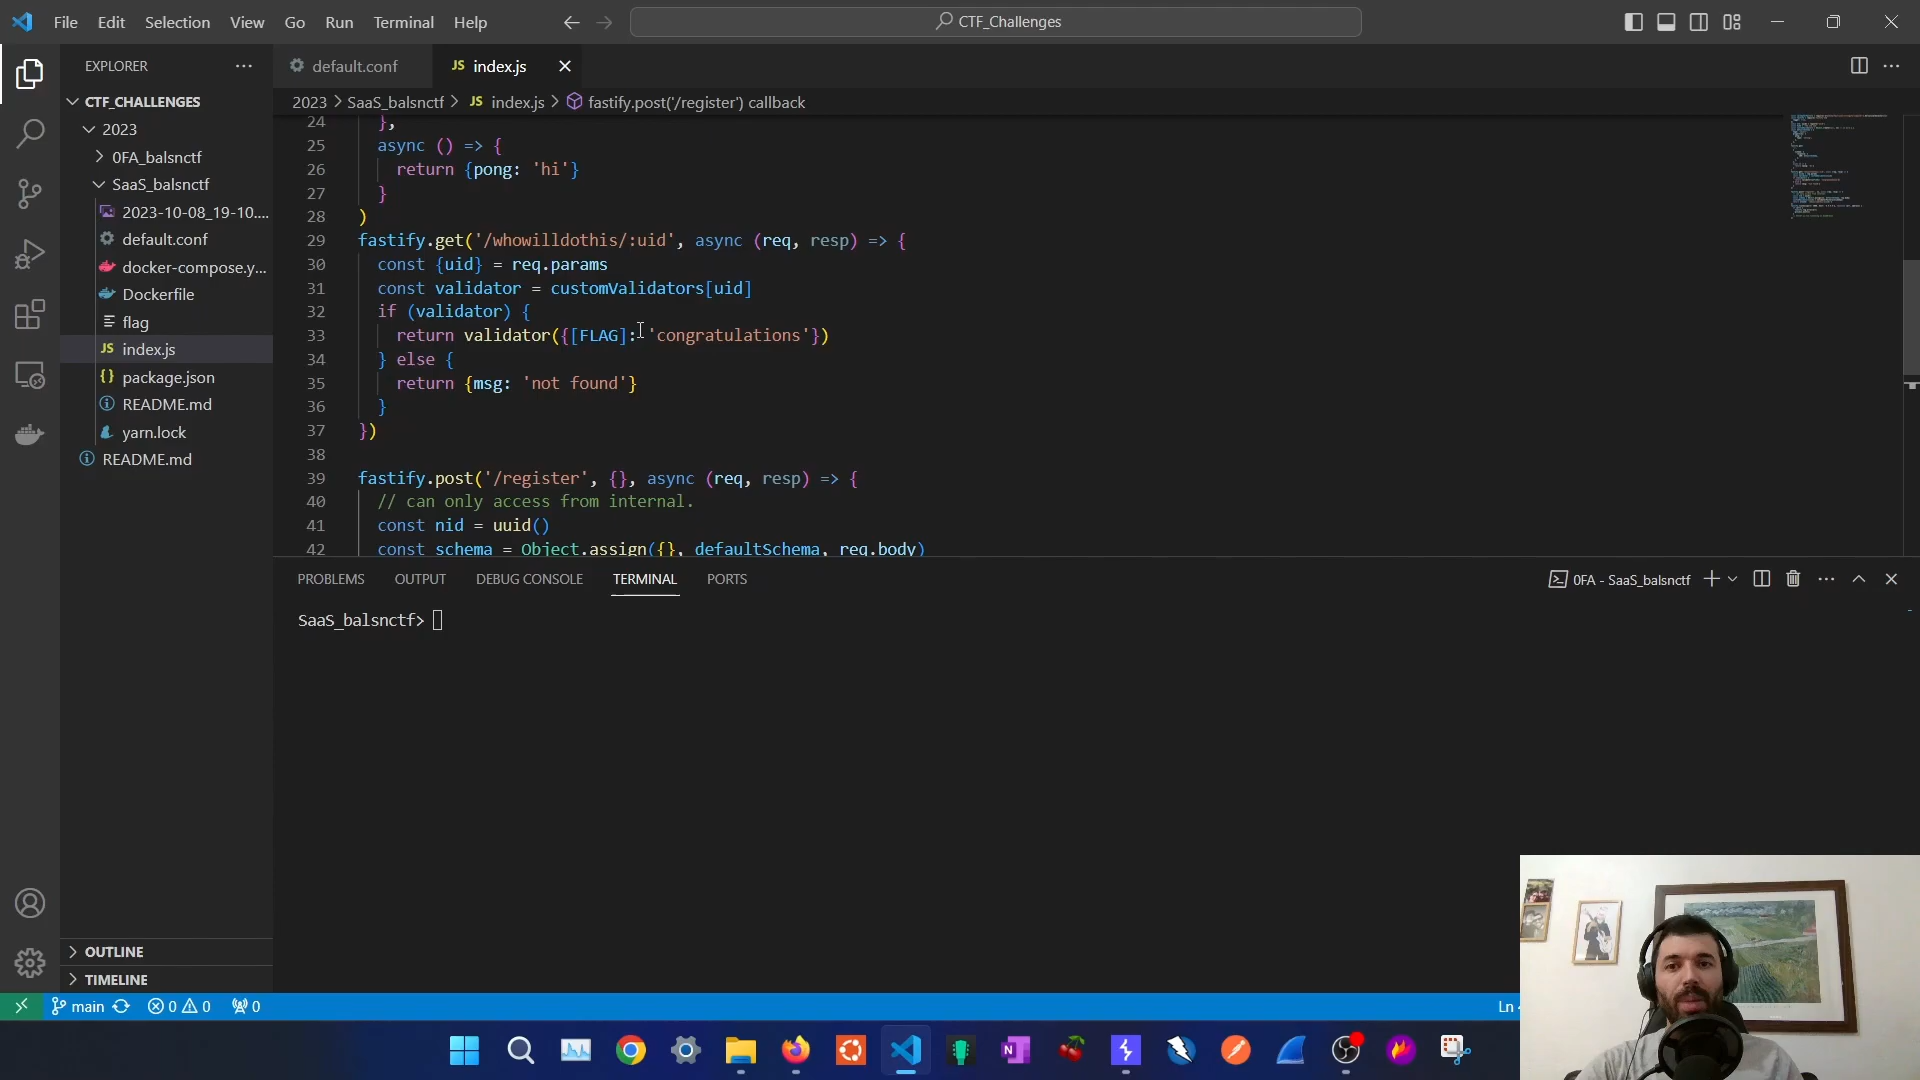 File Edit Selection View Go Run Terminal Help
CTF_Challenges
EXPLORER
default.conf
JS index.js
CTF_CHALLENGES
2023 > SaaS_balsnctf > JS index.js > fastify.post('/register') callback
2023
0FA_balsnctf
SaaS_balsnctf
2023-10-08_19-10....
default.conf
docker-compose.y...
Dockerfile
flag
JS index.js
package.json
README.md
yarn.lock
README.md
OUTLINE
TIMELINE
24 },
25 async () => {
26 return {pong: 'hi'}
27 }
28 )
29 fastify.get('/whowilldothis/:uid', async (req, resp) => {
30 const {uid} = req.params
31 const validator = customValidators[uid]
32 if (validator) {
33 return validator({[FLAG]: 'congratulations'})
34 } else {
35 return {msg: 'not found'}
36 }
37 })
38
39 fastify.post('/register', {}, async (req, resp) => {
40 // can only access from internal.
41 const nid = uuid()
42 const schema = Object.assign({}, defaultSchema, req.body)
PROBLEMS OUTPUT DEBUG CONSOLE TERMINAL PORTS
0FA - SaaS_balsnctf
SaaS_balsnctf>
main 0 0 0
Ln